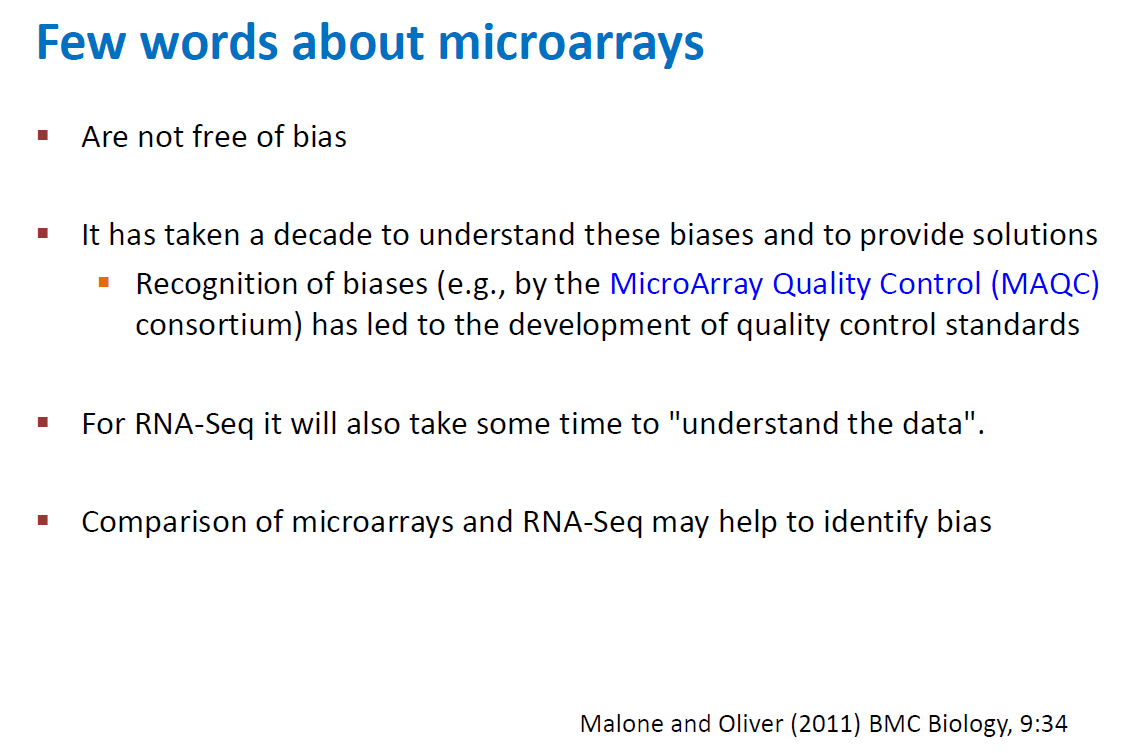 Few words about microarrays
▪ Are not free of bias
▪ It has taken a decade to understand these biases and to provide solutions
▪ Recognition of biases (e.g., by the MicroArray Quality Control (MAQC)
consortium) has led to the development of quality control standards
▪ For RNA-Seq it will also take some time to "understand the data".
▪ Comparison of microarrays and RNA-Seq may help to identify bias
Malone and Oliver (2011) BMC Biology, 9:34